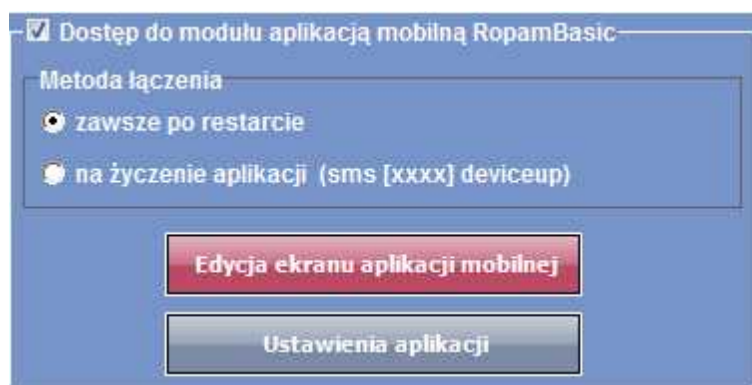 Dostęp do modułu aplikacją mobilną RopamBasic
Metoda łączenia
zawsze po restarcie
na życzenie aplikacji (sms [xxxx] deviceup)
Edycja ekranu aplikacji mobilnej
Ustawienia aplikacji